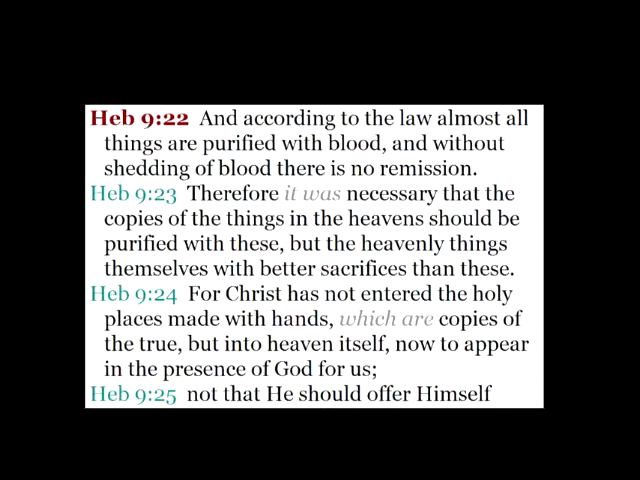 Heb 9:22 And according to the law almost all
things are purified with blood, and without
shedding of blood there is no remission.
Heb 9:23 Therefore it was necessary that the
copies of the things in the heavens should be
purified with these, but the heavenly things
themselves with better sacrifices than these.
Heb 9:24 For Christ has not entered the holy
places made with hands, which are copies of
the true, but into heaven itself, now to appear
in the presence of God for us;
Heb 9:25 not that He should offer Himself